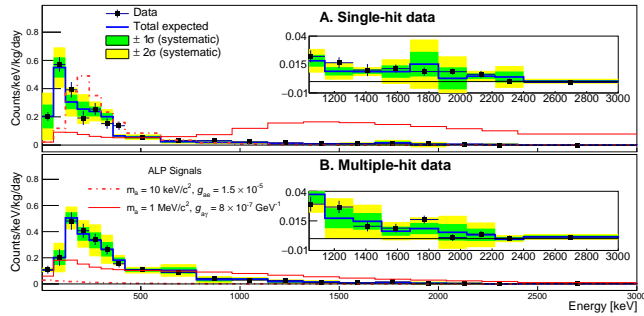 A. Single-hit data
Data
Total expected
± 1σ (systematic)
± 2σ (systematic)
Counts/keV/kg/day
0.8
0.6
0.4
0.2
0
0.04
0.015
−0.01
1200 1400 1600 1800 2000 2200 2400 2600 2800 3000
B. Multiple-hit data
ALP Signals
m_a = 10 keV/c², g_ae = 1.5 × 10⁻⁵
m_a = 1 MeV/c², g_aγ = 8 × 10⁻⁷ GeV⁻¹
Counts/keV/kg/day
0.8
0.6
0.4
0.2
0
0.04
0.015
−0.01
1200 1400 1600 1800 2000 2200 2400 2600 2800 3000
500 1000 1500 2000 2500 3000
Energy [keV]